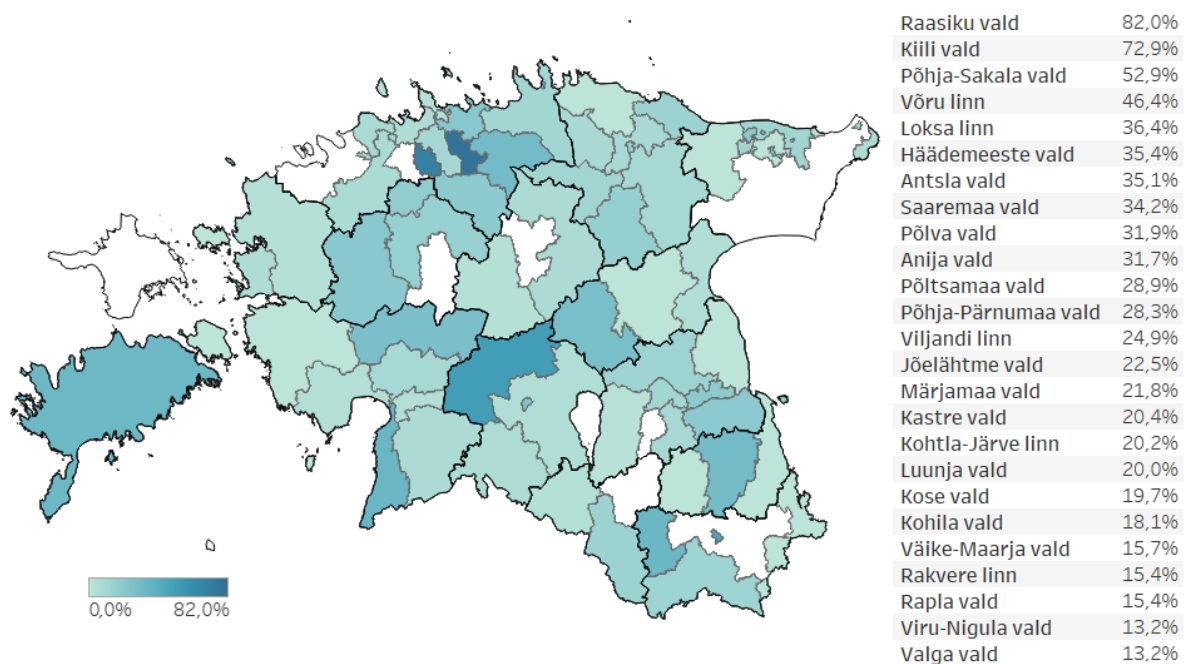 Raasiku vald 82,0%
Kiili vald 72,9%
Põhja-Sakala vald 52,9%
Võru linn 46,4%
Loksa linn 36,4%
Häädemeeste vald 35,4%
Antsla vald 35,1%
Saaremaa vald 34,2%
Põlva vald 31,9%
Anija vald 31,7%
Põltsamaa vald 28,9%
Põhja-Pärnumaa vald 28,3%
Viljandi linn 24,9%
Jõelähtme vald 22,5%
Märjamaa vald 21,8%
Kastre vald 20,4%
Kohtla-Järve linn 20,2%
Luunja vald 20,0%
Kose vald 19,7%
Kohila vald 18,1%
Väike-Maarja vald 15,7%
Rakvere linn 15,4%
Rapla vald 15,4%
Viru-Nigula vald 13,2%
Valga vald 13,2%
0,0% 82,0%